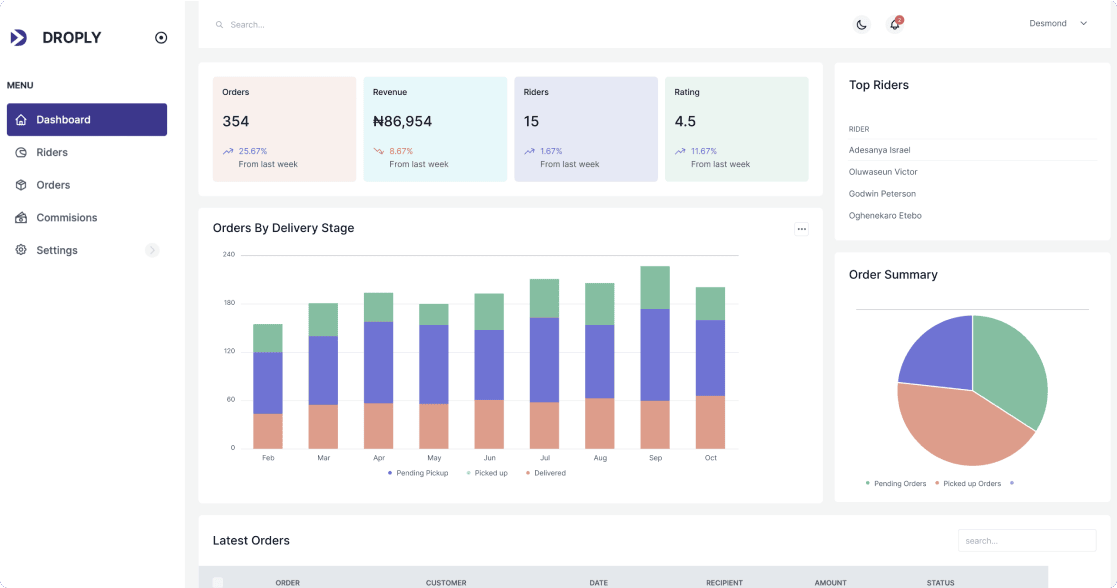 DROPLY
Search...
2
Desmond
MENU
Dashboard
Riders
Orders
Commisions
Settings
Orders
354
25.67%
From last week
Revenue
₦86,954
8.67%
From last week
Riders
15
1.67%
From last week
Rating
4.5
11.67%
From last week
Top Riders
RIDER
Adesanya Israel
Oluwaseun Victor
Godwin Peterson
Oghenekaro Etebo
Orders By Delivery Stage
240
180
120
60
0
Feb Mar Apr May Jun Jul Aug Sep Oct
Pending Pickup Picked up Delivered
Order Summary
Pending Orders Picked up Orders
Latest Orders
search...
ORDER CUSTOMER DATE RECIPIENT AMOUNT STATUS